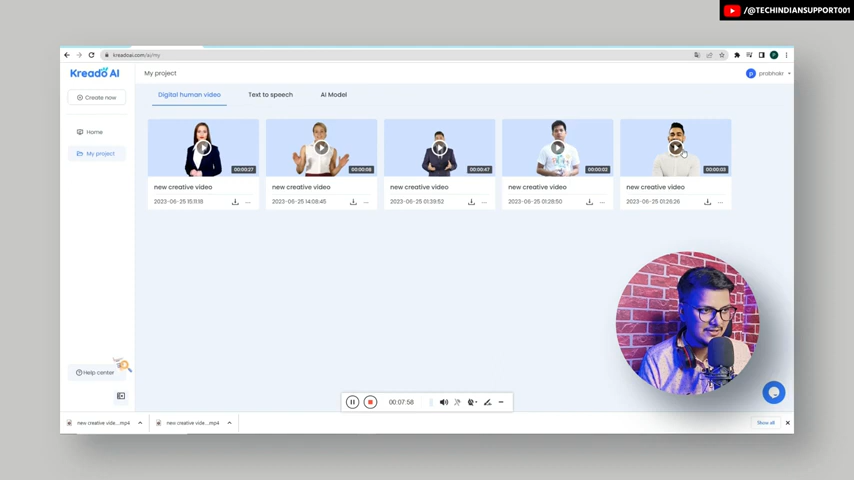 /@TECHINDIANSUPPORT001
kreadoai.com/ai/my
Kreado AI
My project
prabhakr
Create now
Digital human video
Text to speech
AI Model
Home
My project
00:00:27
00:00:06
00:00:47
00:00:02
00:00:03
new creative video
new creative video
new creative video
new creative video
new creative video
2023-06-25 15:11:18
2023-06-25 14:08:45
2023-06-25 01:39:52
2023-06-25 01:28:50
2023-06-25 01:26:26
Help center
00:07:58
new creative vide....mp4
new creative vide....mp4
Show all